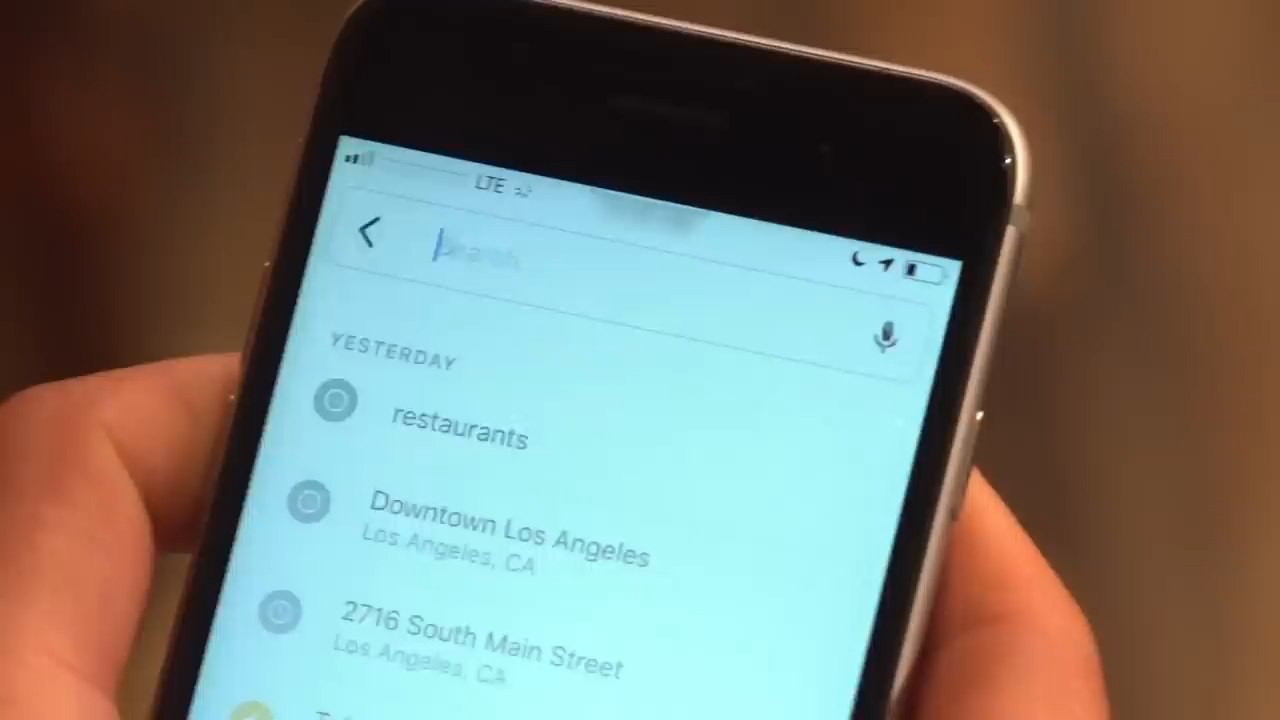 LTE
Search
YESTERDAY
restaurants
Downtown Los Angeles
Los Angeles, CA
2716 South Main Street
Los Angeles, CA